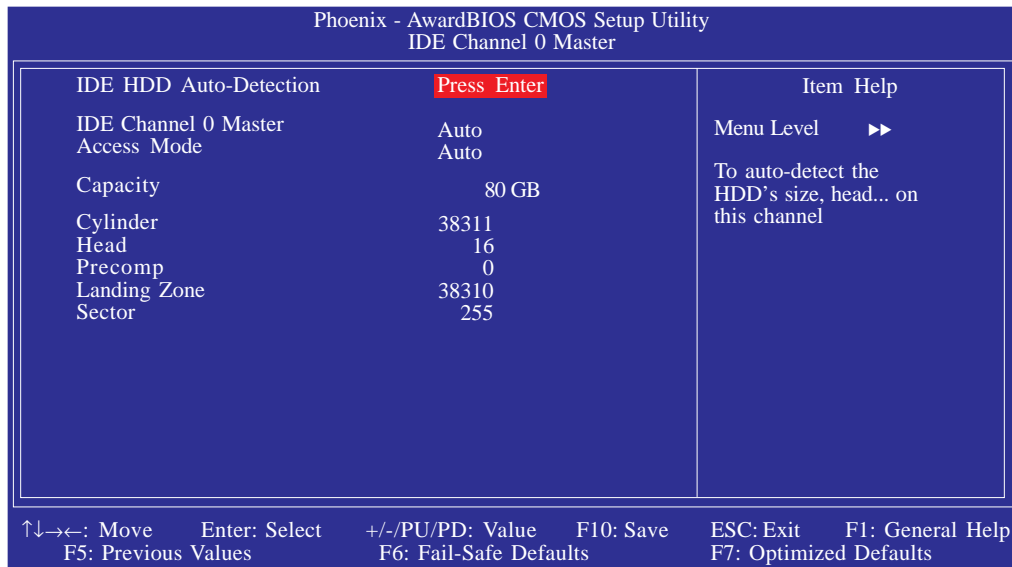 Phoenix - AwardBIOS CMOS Setup Utility
IDE Channel 0 Master
IDE HDD Auto-Detection Press Enter
IDE Channel 0 Master Auto
Access Mode Auto
Capacity 80 GB
Cylinder 38311
Head 16
Precomp 0
Landing Zone 38310
Sector 255
Item Help
Menu Level ▶▶
To auto-detect the
HDD's size, head... on
this channel
↑↓→←: Move Enter: Select +/-/PU/PD: Value F10: Save ESC: Exit F1: General Help
F5: Previous Values F6: Fail-Safe Defaults F7: Optimized Defaults